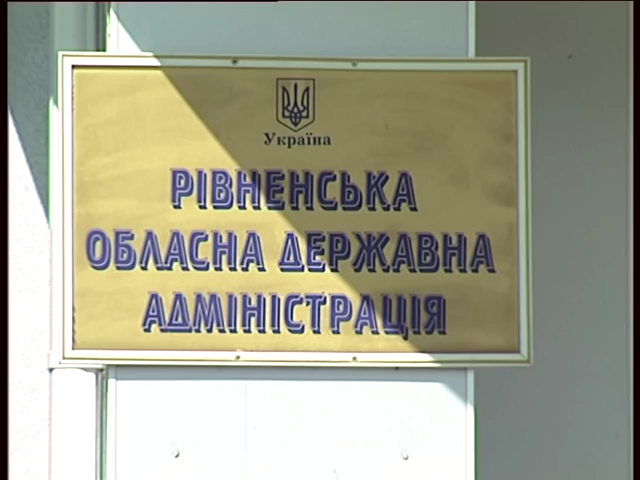 Україна
РІВНЕНСЬКА
ОБЛАСНА ДЕРЖАВНА
АДМІНІСТРАЦІЯ